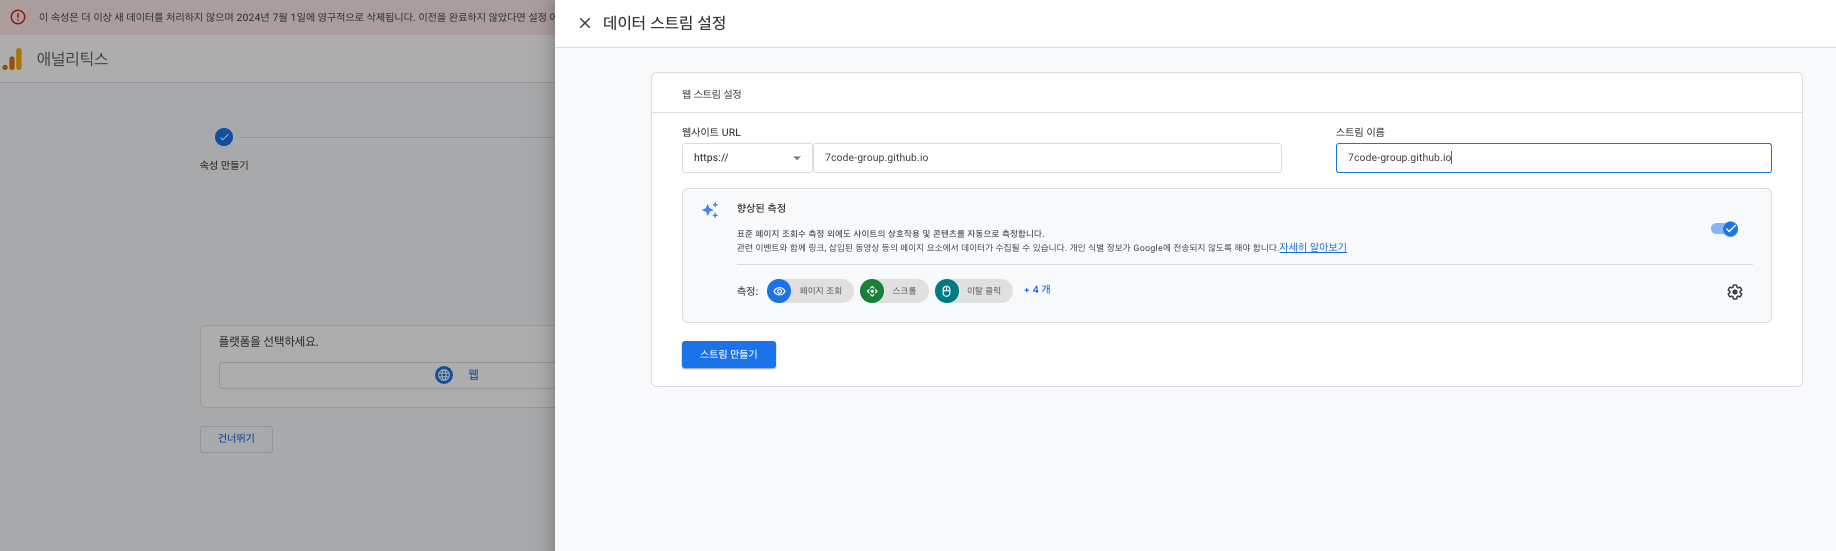 이 속성은 더 이상 새 데이터를 처리하지 않으며 2024년 7월 1일에 영구적으로 삭제됩니다. 이전을 완료하지 않았다면 설정
애널리틱스
속성 만들기
플랫폼을 선택하세요.
웹
건너뛰기
데이터 스트림 설정
웹 스트림 설정
웹사이트 URL
스트림 이름
https://
7code-group.github.io
7code-group.github.io
향상된 측정
표준 페이지 조회수 측정 외에도 사이트의 상호작용 및 콘텐츠를 자동으로 측정합니다.
관련 이벤트와 함께 링크, 삽입된 동영상 등의 페이지 요소에서 데이터가 수집될 수 있습니다. 개인 식별 정보가 Google에 전송되지 않도록 해야 합니다.자세히 알아보기
측정: 페이지 조회 스크롤 이탈 클릭 + 4 개
스트림 만들기